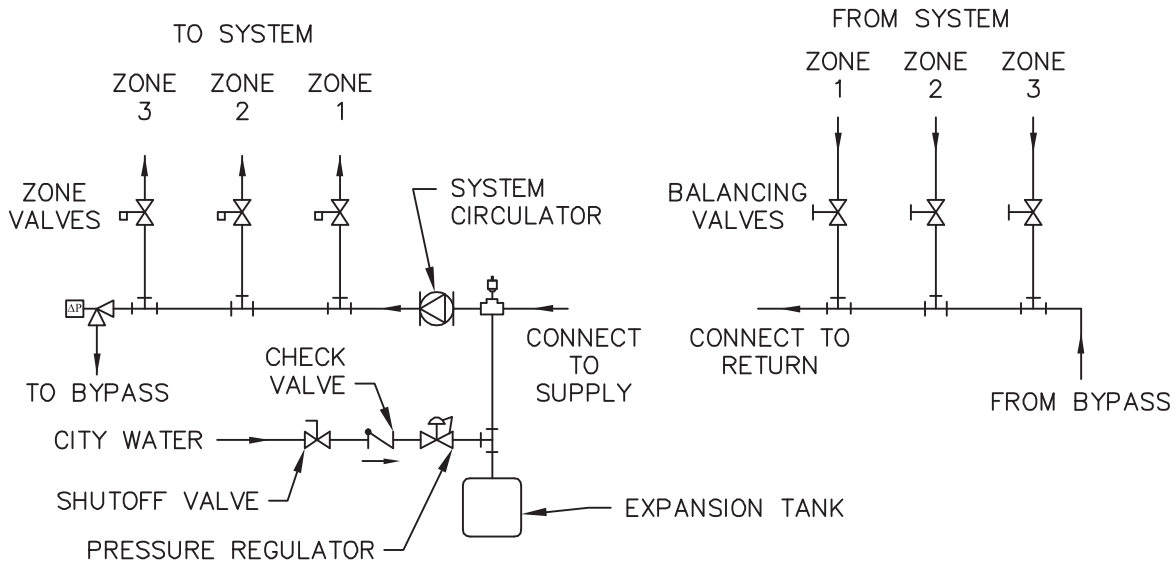 TO SYSTEM
ZONE
3
ZONE
2
ZONE
1
ZONE
VALVES
SYSTEM
CIRCULATOR
ΔP
TO BYPASS
CONNECT
TO
SUPPLY
CHECK
VALVE
CITY WATER
SHUTOFF VALVE
PRESSURE REGULATOR
EXPANSION TANK
FROM SYSTEM
ZONE
1
ZONE
2
ZONE
3
BALANCING
VALVES
CONNECT TO
RETURN
FROM BYPASS